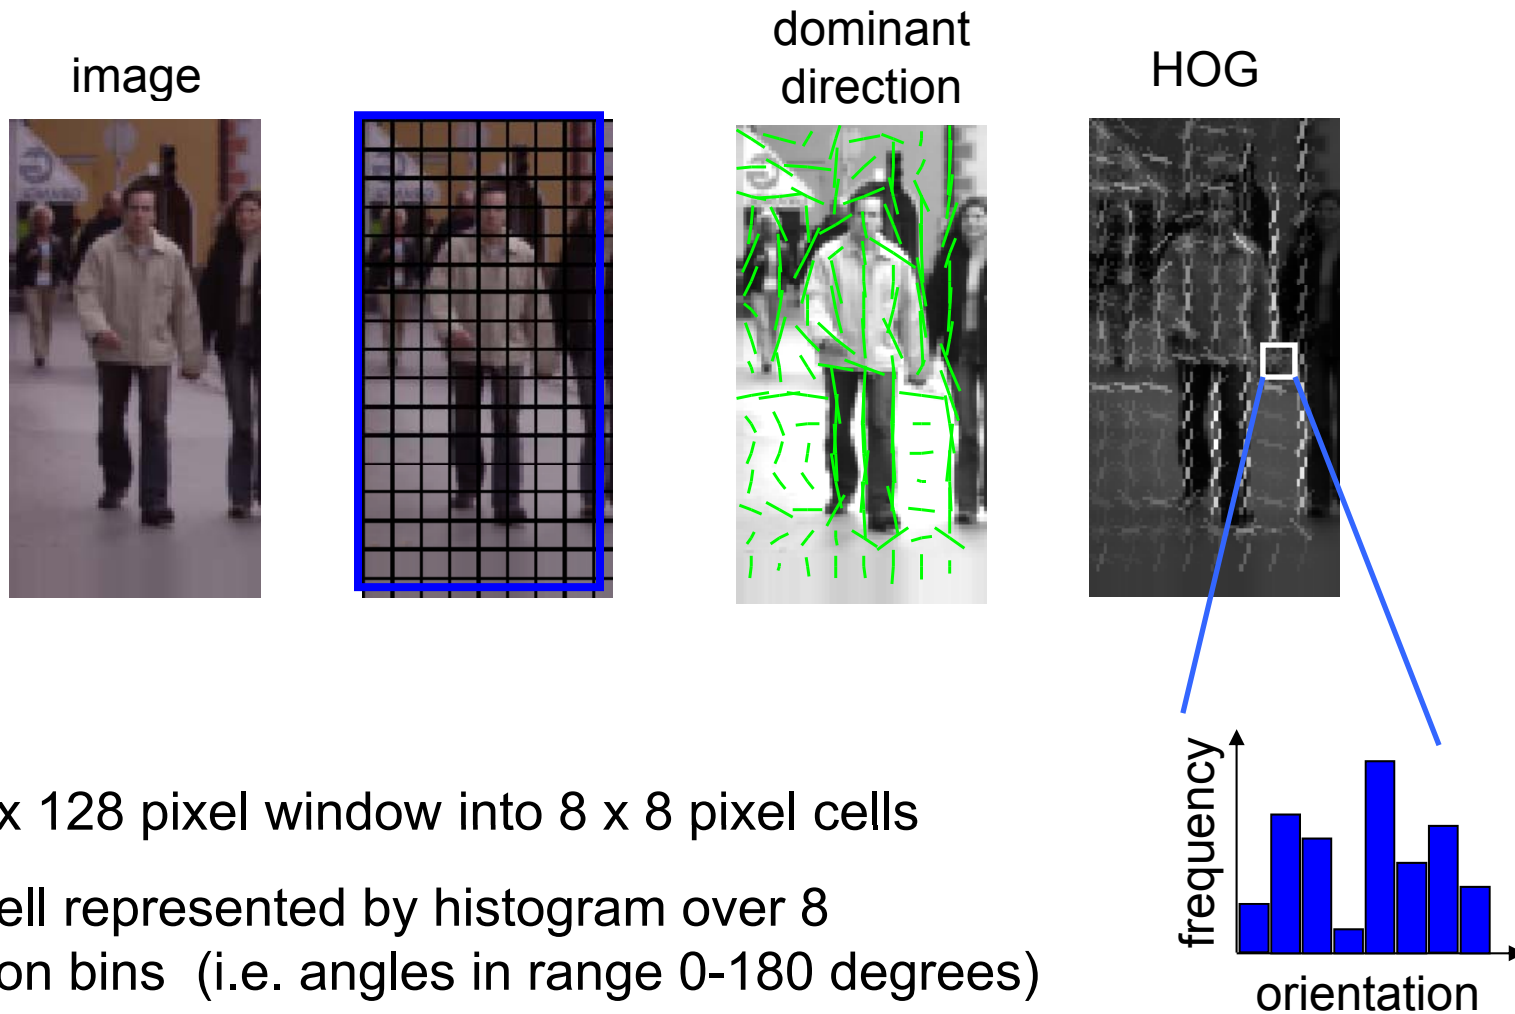 image
dominant
direction
HOG
x 128 pixel window into 8 x 8 pixel cells
ell represented by histogram over 8
on bins (i.e. angles in range 0-180 degrees)
frequency
orientation